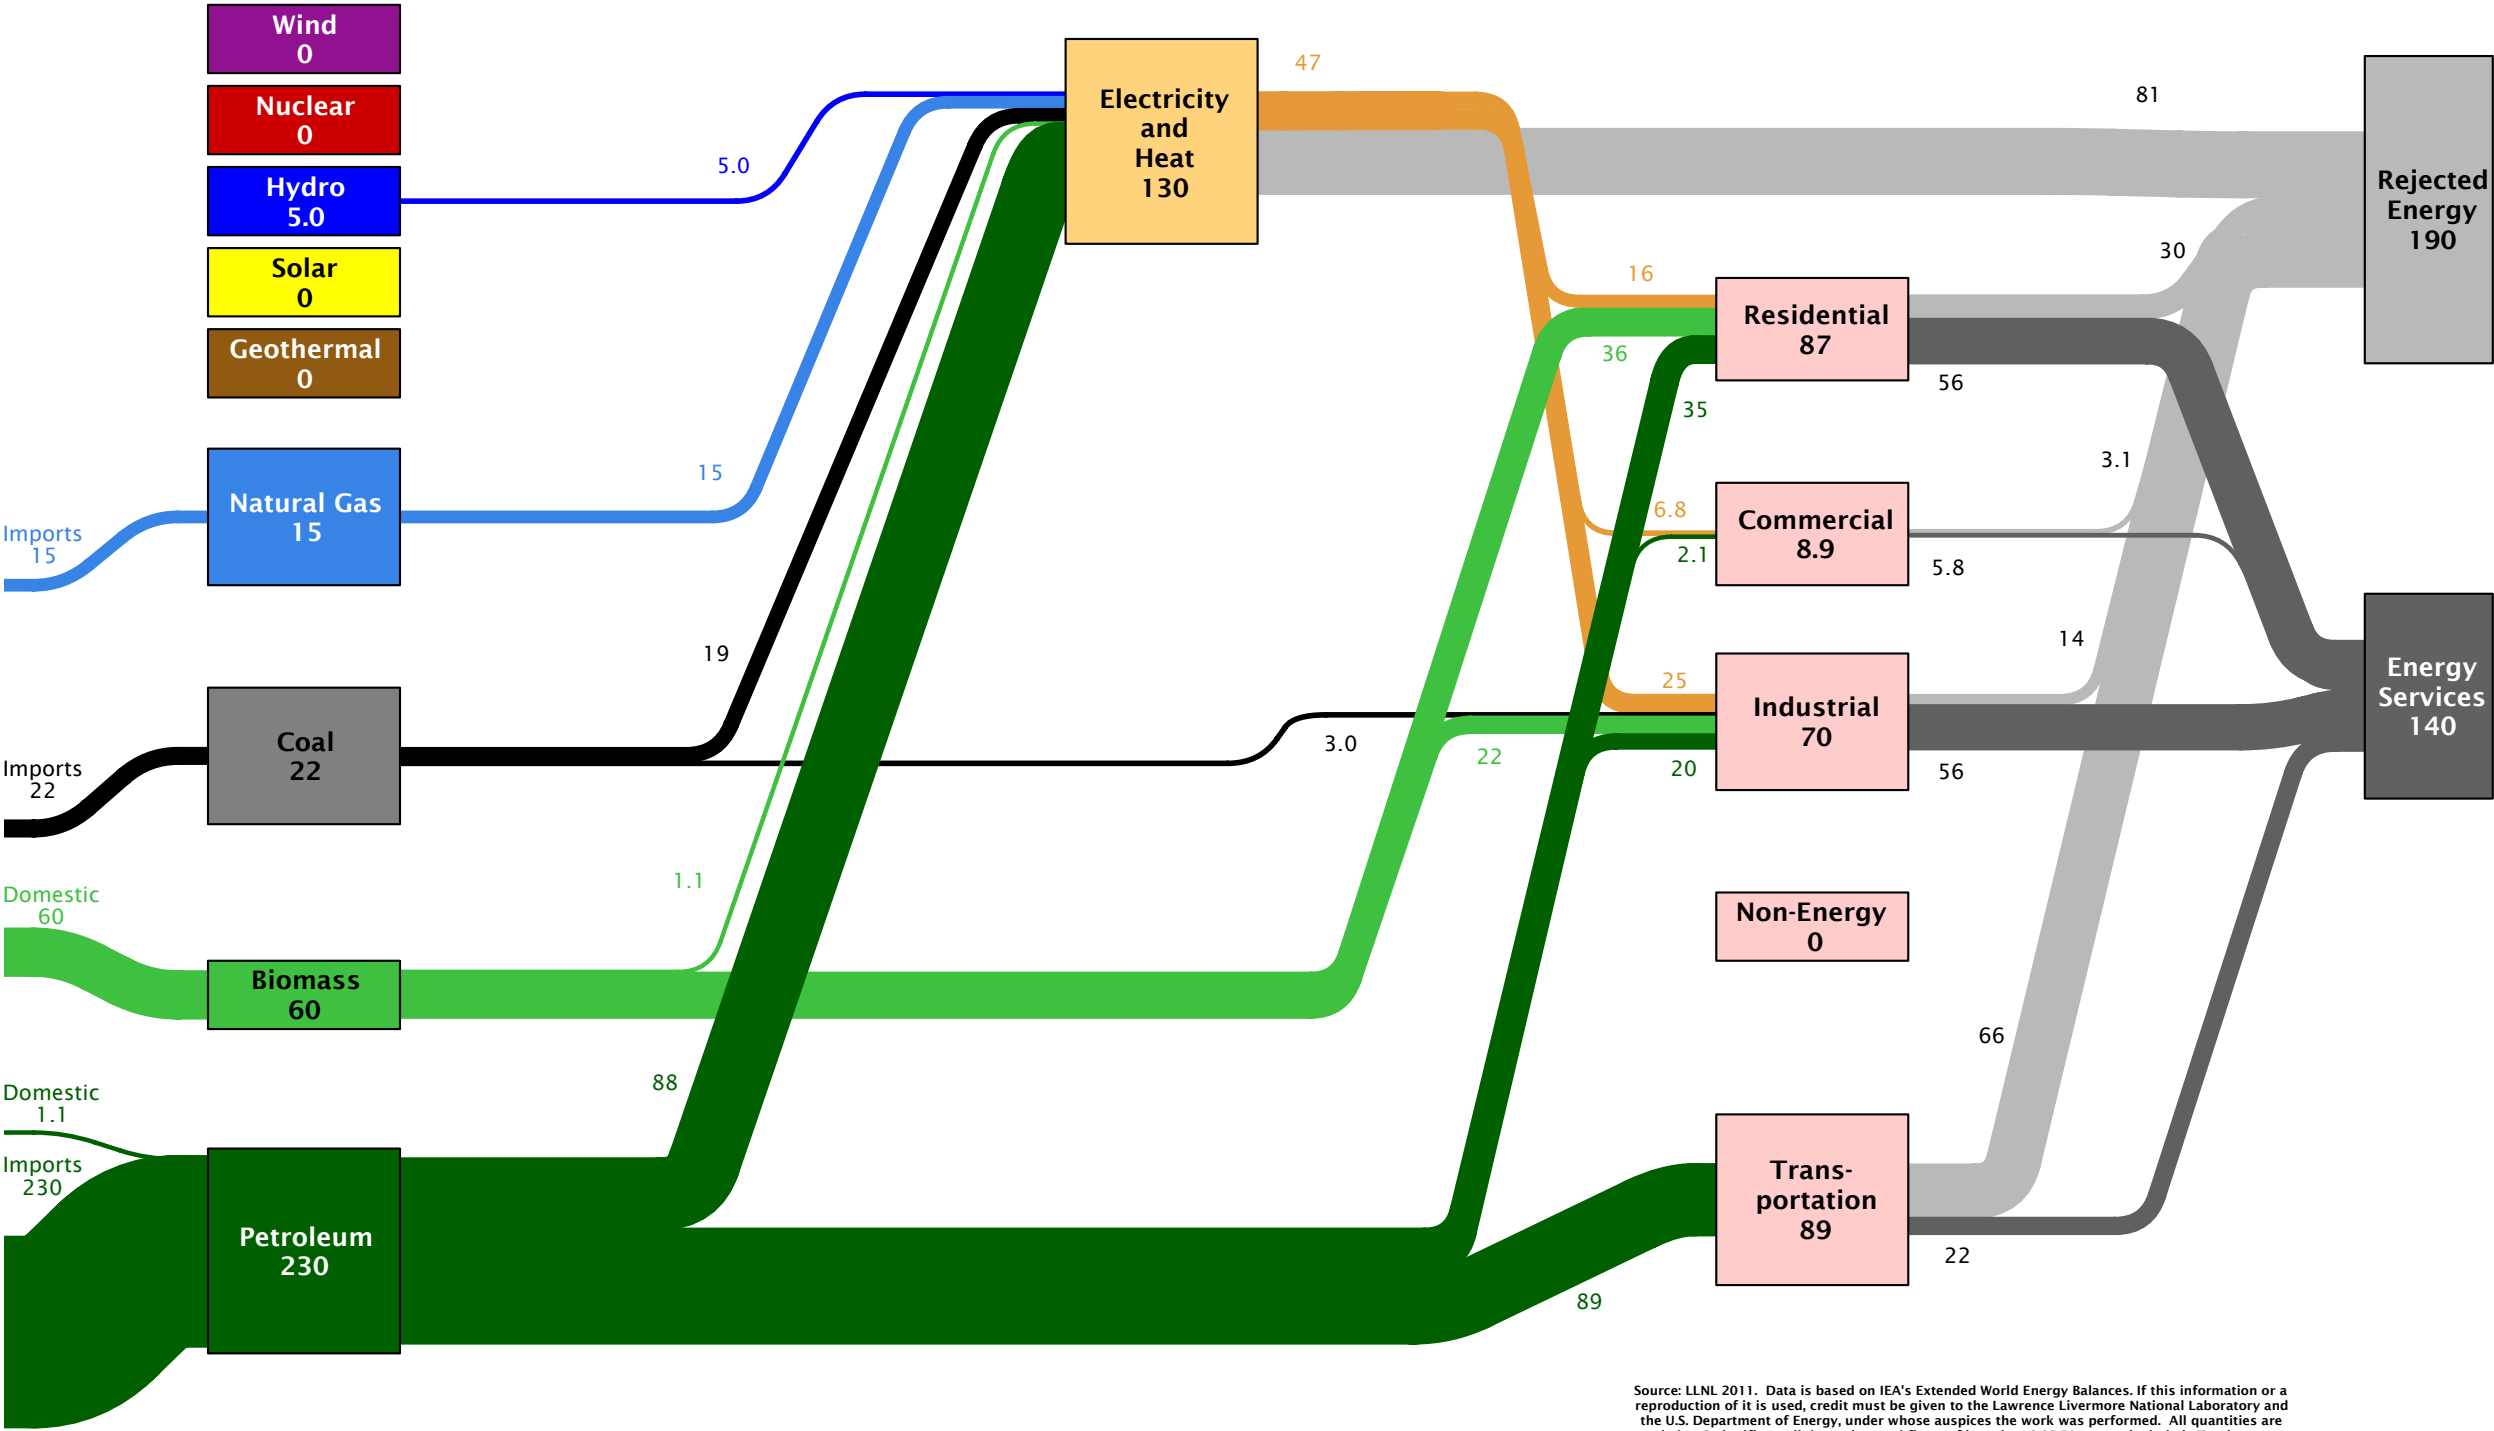 Wind
0
Nuclear
0
Hydro
5.0
Solar
0
Geothermal
0
Natural Gas
15
Imports
15
Coal
22
Imports
22
Domestic
60
Biomass
60
Domestic
1.1
Imports
230
Petroleum
230
5.0
15
19
1.1
88
Electricity
and
Heat
130
47
3.0
22
16
36
35
6.8
2.1
25
20
89
Residential
87
Commercial
8.9
Industrial
70
Non-Energy
0
Trans-
portation
89
81
30
56
3.1
5.8
14
56
66
22
Rejected
Energy
190
Energy
Services
140
Source: LLNL 2011.  Data is based on IEA's Extended World Energy Balances. If this information or a
reproduction of it is used, credit must be given to the Lawrence Livermore National Laboratory and
the U.S. Department of Energy, under whose auspices the work was performed.  All quantities are